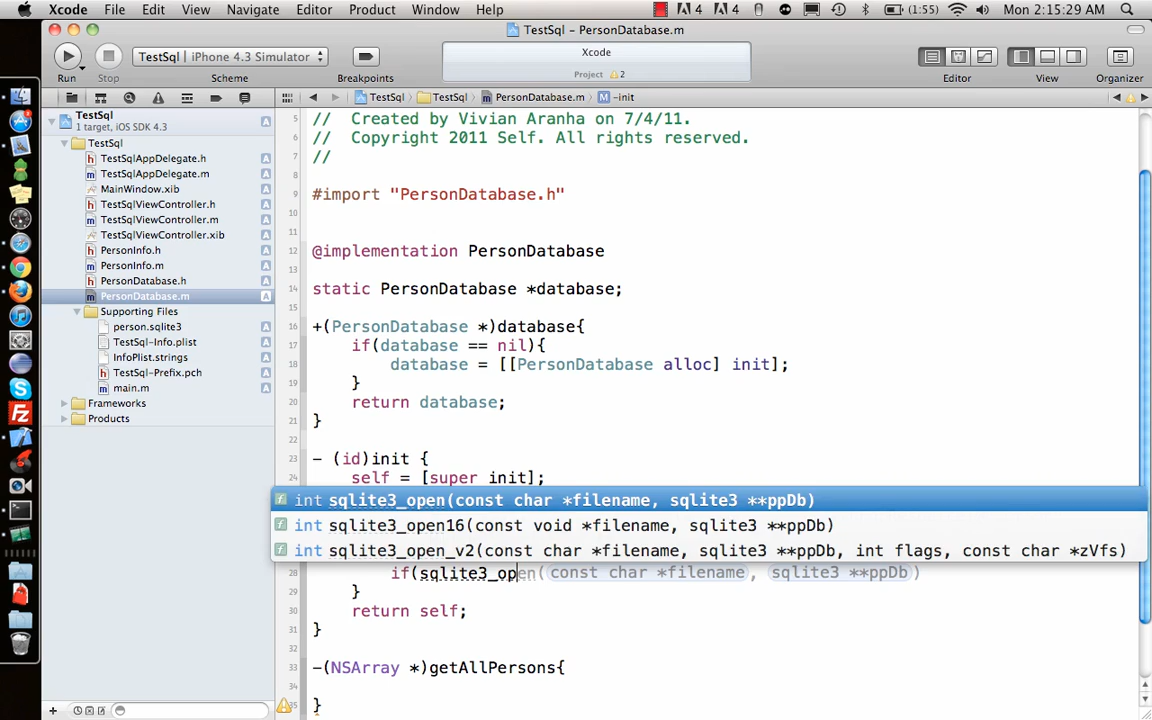 Xcode File Edit View Navigate Editor Product Window Help 4 4 (1:55) Mon 2:15:29 AM
TestSql - PersonDatabase.m
TestSql | iPhone 4.3 Simulator
Xcode
Project 2
Run Stop Scheme Breakpoints Editor View Organizer
TestSql TestSql PersonDatabase.m -init
TestSql
1 target, iOS SDK 4.3
TestSql
TestSqlAppDelegate.h
TestSqlAppDelegate.m
MainWindow.xib
TestSqlViewController.h
TestSqlViewController.m
TestSqlViewController.xib
PersonInfo.h
PersonInfo.m
PersonDatabase.h
PersonDatabase.m
Supporting Files
person.sqlite3
TestSql-Info.plist
InfoPlist.strings
TestSql-Prefix.pch
main.m
Frameworks
Products
5 // Created by Vivian Aranha on 7/4/11.
6 // Copyright 2011 Self. All rights reserved.
7 //
8
9 #import "PersonDatabase.h"
10
11
12 @implementation PersonDatabase
13
14 static PersonDatabase *database;
15
16 +(PersonDatabase *)database{
17 if(database == nil){
18 database = [[PersonDatabase alloc] init];
19 }
20 return database;
21 }
22
23 - (id)init {
24 self = [super init];
int sqlite3_open(const char *filename, sqlite3 **ppDb)
int sqlite3_open16(const void *filename, sqlite3 **ppDb)
int sqlite3_open_v2(const char *filename, sqlite3 **ppDb, int flags, const char *zVfs)
28 if(sqlite3_open(const char *filename, sqlite3 **ppDb)
29 }
30 return self;
31 }
32
33 -(NSArray *)getAllPersons{
34
35 }